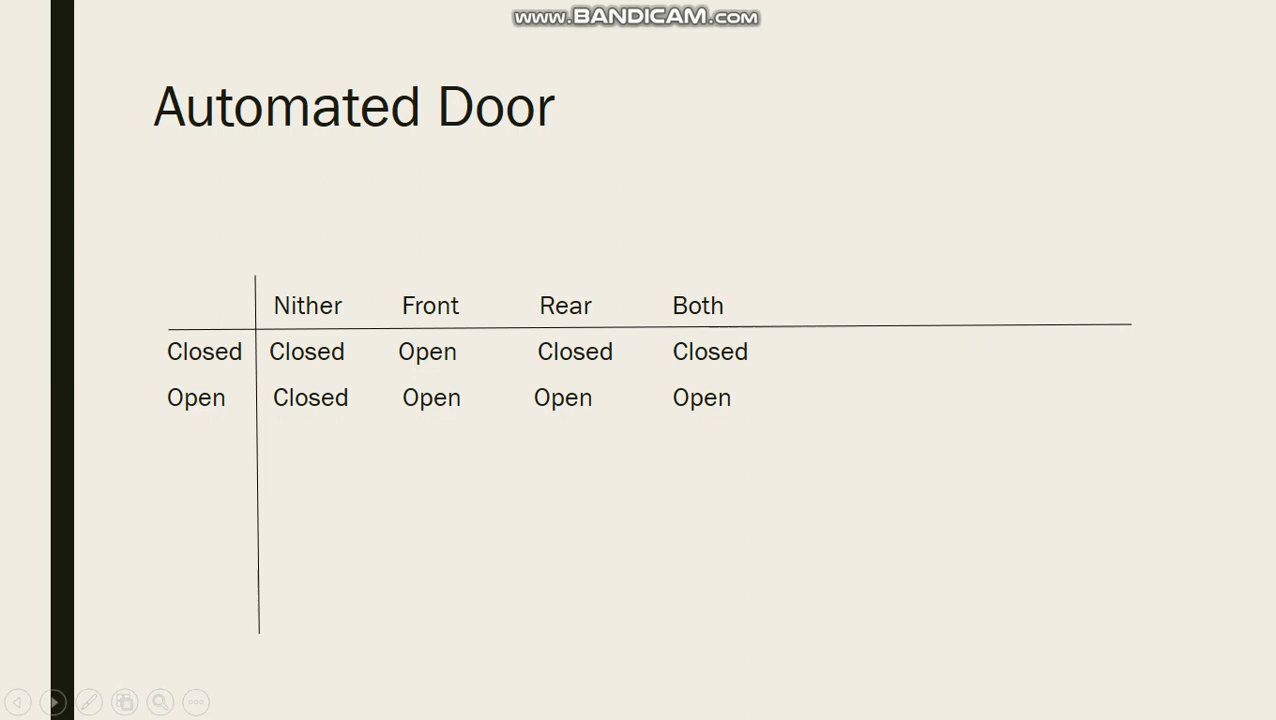 www.BANDICAM.com
Automated Door
Nither Front Rear Both
Closed Closed Open Closed Closed
Open Closed Open Open Open